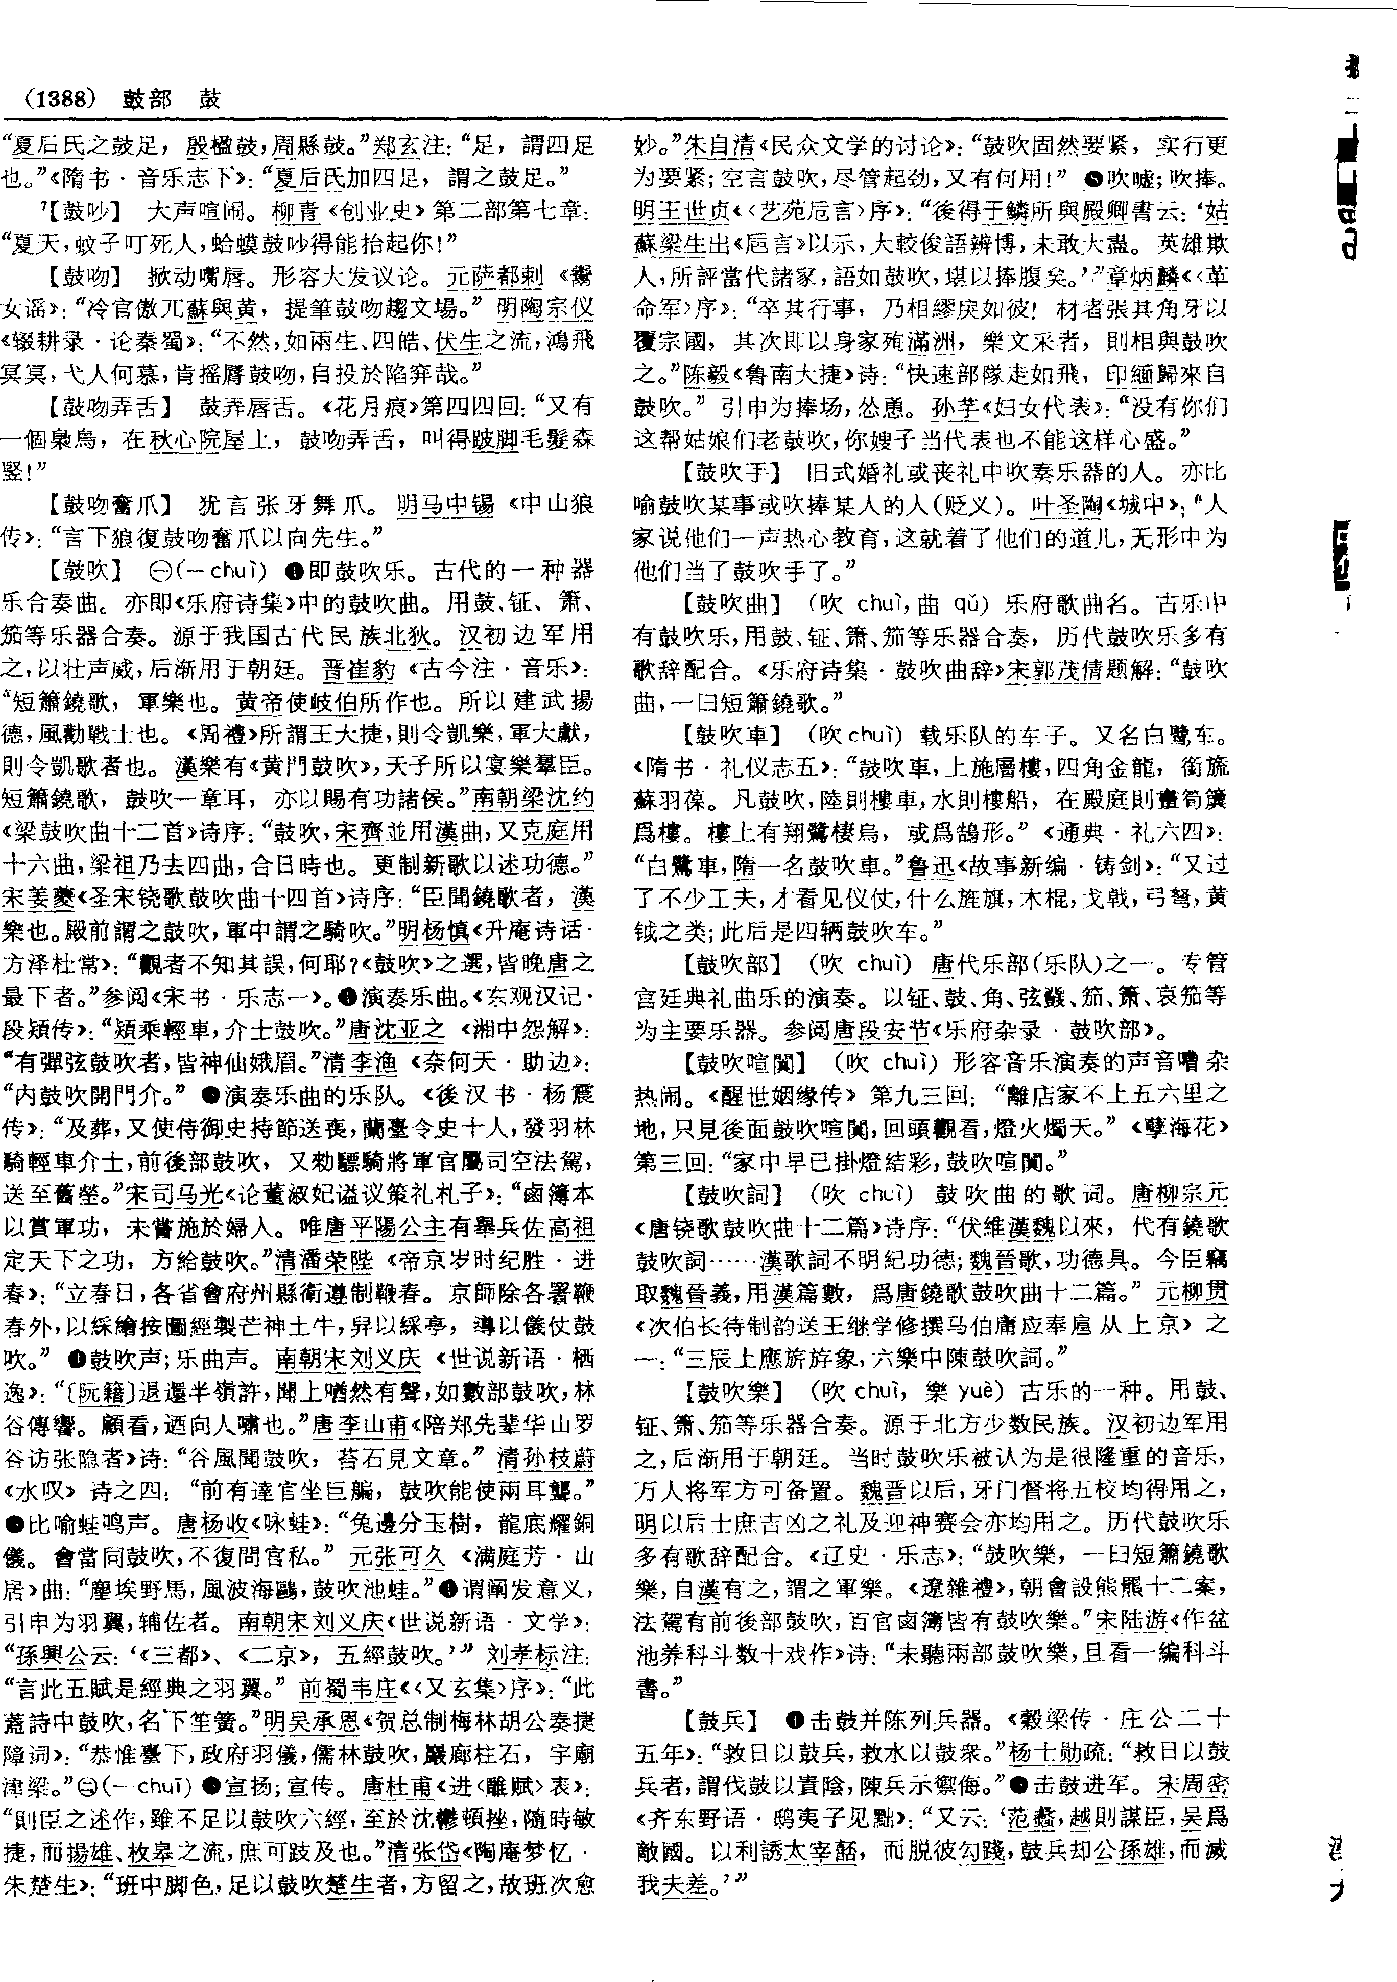 (1388) 鼓部 鼓
“夏后氏之鼓足，殷楹鼓，周縣鼓。”郑玄注：“足，謂四足
也。”《隋书·音乐志下》：“夏后氏加四足，謂之鼓足。”
【鼓吵】 大声喧闹。柳青《创业史》第二部第七章：
“夏天，蚊子叮死人，蛤蟆鼓吵得能抬起你！”
【鼓吻】 掀动嘴唇。形容大发议论。元萨都剌《鬻
女谣》：“冷官傲兀蘇與黄，提筆鼓吻趨文場。”明陶宗仪
《辍耕录·论秦蜀》：“不然，如兩生、四皓、伏生之流，鴻飛
冥冥，弋人何慕，肯摇脣鼓吻，自投於陷穽哉。”
【鼓吻弄舌】 鼓弄唇舌。《花月痕》第四四回：“又有
一個梟鳥，在秋心院屋上，鼓吻弄舌，叫得跛脚毛髮森
竪！”
【鼓吻奮爪】 犹言张牙舞爪。明马中锡《中山狼
传》：“言下狼復鼓吻奮爪以向先生。”
【鼓吹】 ㊀(—chuì) ❶即鼓吹乐。古代的一种器
乐合奏曲。亦即《乐府诗集》中的鼓吹曲。用鼓、钲、箫、
笳等乐器合奏。源于我国古代民族北狄。汉初边军用
之，以壮声威，后渐用于朝廷。晋崔豹《古今注·音乐》：
“短簫鐃歌，軍樂也。黄帝使岐伯所作也。所以建武揚
德，風勸戰士也。《周禮》所謂王大捷，則令凱樂，軍大獻，
則令凱歌者也。漢樂有《黄門鼓吹》，天子所以宴樂羣臣。
短簫鐃歌，鼓吹一章耳，亦以賜有功諸侯。”南朝梁沈约
《梁鼓吹曲十二首》诗序：“鼓吹，宋齊並用漢曲，又充庭用
十六曲，梁祖乃去四曲，合日時也。更制新歌以述功德。”
宋姜夔《圣宋铙歌鼓吹曲十四首》诗序：“臣聞鐃歌者，漢
樂也。殿前謂之鼓吹，軍中謂之騎吹。”明杨慎《升庵诗话·
方泽杜常》：“觀者不知其誤，何耶？《鼓吹》之選，皆晚唐之
最下者。”参阅《宋书·乐志一》。❷演奏乐曲。《东观汉记·
段颎传》：“熲乘輕車，介士鼓吹。”唐沈亚之《湘中怨解》：
“有彈弦鼓吹者，皆神仙娥眉。”清李渔《奈何天·助边》：
“内鼓吹開門介。” ❸演奏乐曲的乐队。《後汉书·杨震
传》：“及葬，又使侍御史持節送喪，蘭臺令史十人，發羽林
騎輕車介士，前後部鼓吹，又勑驃騎將軍官屬司空法駕，
送至舊塋。”宋司马光《论董淑妃谥议策礼札子》：“鹵簿本
以賞軍功，未嘗施於婦人。唯唐平陽公主有舉兵佐高祖
定天下之功，方給鼓吹。”清潘荣陛《帝京岁时纪胜·进
春》：“立春日，各省會府州縣衛遵制鞭春。京師除各署鞭
春外，以綵繪按圖經製芒神土牛，舁以綵亭，導以儀仗鼓
吹。” ❹鼓吹声；乐曲声。南朝宋刘义庆《世说新语·栖
逸》：“〔阮籍〕退還半嶺許，聞上𠺕然有聲，如數部鼓吹，林
谷傳響。顧看，迺向人嘯也。”唐李山甫《陪郑先辈华山罗
谷访张隐者》诗：“谷風聞鼓吹，苔石見文章。”清孙枝蔚
《水叹》诗之四：“前有達官坐巨艑，鼓吹能使兩耳聾。”
❺比喻蛙鸣声。唐杨收《咏蛙》：“兔邊分玉樹，龍底耀銅
儀。會當同鼓吹，不復問官私。”元张可久《满庭芳·山
居》曲：“塵埃野馬，風波海鷗，鼓吹池蛙。”❻谓阐发意义，
引申为羽翼，辅佐者。南朝宋刘义庆《世说新语·文学》：
“孫興公云：‘《三都》、《二京》，五經鼓吹。’”刘孝标注：
“言此五賦是經典之羽翼。”前蜀韦庄《〈又玄集〉序》：“此
蓋詩中鼓吹，名下笙簧。”明吴承恩《贺总制梅林胡公奏捷
障词》：“恭惟臺下，政府羽儀，儒林鼓吹，巖廊柱石，宇廟
津梁。”㊁(—chuī) ❶宣扬；宣传。唐杜甫《进〈雕赋〉表》：
“則臣之述作，雖不足以鼓吹六經，至於沈鬱頓挫，隨時敏
捷，而揚雄、枚皋之流，庶可跂及也。”清张岱《陶庵梦忆·
朱楚生》：“班中脚色，足以鼓吹楚生者，方留之，故班次愈
妙。”朱自清《民众文学的讨论》：“鼓吹固然要紧，实行更
为要紧；空言鼓吹，尽管起劲，又有何用！” ❷吹嘘；吹捧。
明王世贞《〈艺苑卮言〉序》：“後得于鱗所與殿卿書云：‘姑
蘇梁生出《卮言》以示，大較俊語辨博，未敢大盡。英雄欺
人，所評當代諸家，語如鼓吹，堪以捧腹矣。’”章炳麟《〈革
命军〉序》：“卒其行事，乃相繆戾如彼！材者張其角牙以
覆宗國，其次即以身家殉滿洲，樂文采者，則相與鼓吹
之。”陈毅《鲁南大捷》诗：“快速部隊走如飛，印緬歸來自
鼓吹。”引申为捧场，怂恿。孙芋《妇女代表》：“没有你们
这帮姑娘们老鼓吹，你嫂子当代表也不能这样心盛。”
【鼓吹手】 旧式婚礼或丧礼中吹奏乐器的人。亦比
喻鼓吹某事或吹捧某人的人(贬义)。叶圣陶《城中》：“人
家说他们一声热心教育，这就着了他们的道儿，无形中为
他们当了鼓吹手了。”
【鼓吹曲】 (吹 chuì，曲 qǔ) 乐府歌曲名。古乐中
有鼓吹乐，用鼓、钲、箫、笳等乐器合奏，历代鼓吹乐多有
歌辞配合。《乐府诗集·鼓吹曲辞》宋郭茂倩题解：“鼓吹
曲，一曰短簫鐃歌。”
【鼓吹車】 (吹chuì) 载乐队的车子。又名白鹭车。
《隋书·礼仪志五》：“鼓吹車，上施層樓，四角金龍，銜旒
蘇羽葆。凡鼓吹，陸則樓車，水則樓船，在殿庭則畫筍簴
爲樓。樓上有翔鷺棲烏，或爲鵠形。”《通典·礼六四》：
“白鷺車，隋一名鼓吹車。”鲁迅《故事新编·铸剑》：“又过
了不少工夫，才看见仪仗，什么旌旗，木棍，戈戟，弓弩，黄
钺之类；此后是四辆鼓吹车。”
【鼓吹部】 (吹 chuì) 唐代乐部(乐队)之一。专管
宫廷典礼曲乐的演奏。以钲、鼓、角、弦鼗、笳、箫、哀笳等
为主要乐器。参阅唐段安节《乐府杂录·鼓吹部》。
【鼓吹喧闐】 (吹 chuì) 形容音乐演奏的声音嘈杂
热闹。《醒世姻缘传》第九三回：“離店家不上五六里之
地，只見後面鼓吹喧闐，回頭觀看，燈火燭天。”《孽海花》
第三回：“家中早已掛燈結彩，鼓吹喧闐。”
【鼓吹詞】 (吹 chuì) 鼓吹曲的歌词。唐柳宗元
《唐铙歌鼓吹曲十二篇》诗序：“伏維漢魏以來，代有鐃歌
鼓吹詞……漢歌詞不明紀功德；魏晉歌，功德具。今臣竊
取魏晉義，用漢篇數，爲唐鐃歌鼓吹曲十二篇。”元柳贯
《次伯长待制韵送王继学修撰马伯庸应奉扈从上京》之
一：“三辰上應旂斿象，六樂中陳鼓吹詞。”
【鼓吹樂】 (吹chuì，樂 yuè) 古乐的一种。用鼓、
钲、箫、笳等乐器合奏。源于北方少数民族。汉初边军用
之，后渐用于朝廷。当时鼓吹乐被认为是很隆重的音乐，
万人将军方可备置。魏晋以后，牙门督将五校均得用之，
明以后士庶吉凶之礼及迎神赛会亦均用之。历代鼓吹乐
多有歌辞配合。《辽史·乐志》：“鼓吹樂，一曰短簫鐃歌
樂，自漢有之，謂之軍樂。《遼雜禮》，朝會設熊羆十二案，
法駕有前後部鼓吹，百官鹵簿皆有鼓吹樂。”宋陆游《作盆
池养科斗数十戏作》诗：“未聽兩部鼓吹樂，且看一編科斗
書。”
【鼓兵】 ❶击鼓并陈列兵器。《穀梁传·庄公二十
五年》：“救日以鼓兵，救水以鼓衆。”杨士勋疏：“救日以鼓
兵者，謂伐鼓以責陰，陳兵示禦侮。”❷击鼓进军。宋周密
《齐东野语·鸱夷子见黜》：“又云：‘范蠡，越則謀臣，吴爲
敵國。以利誘太宰嚭，而脱彼勾踐，鼓兵却公孫雄，而滅
我夫差。’”